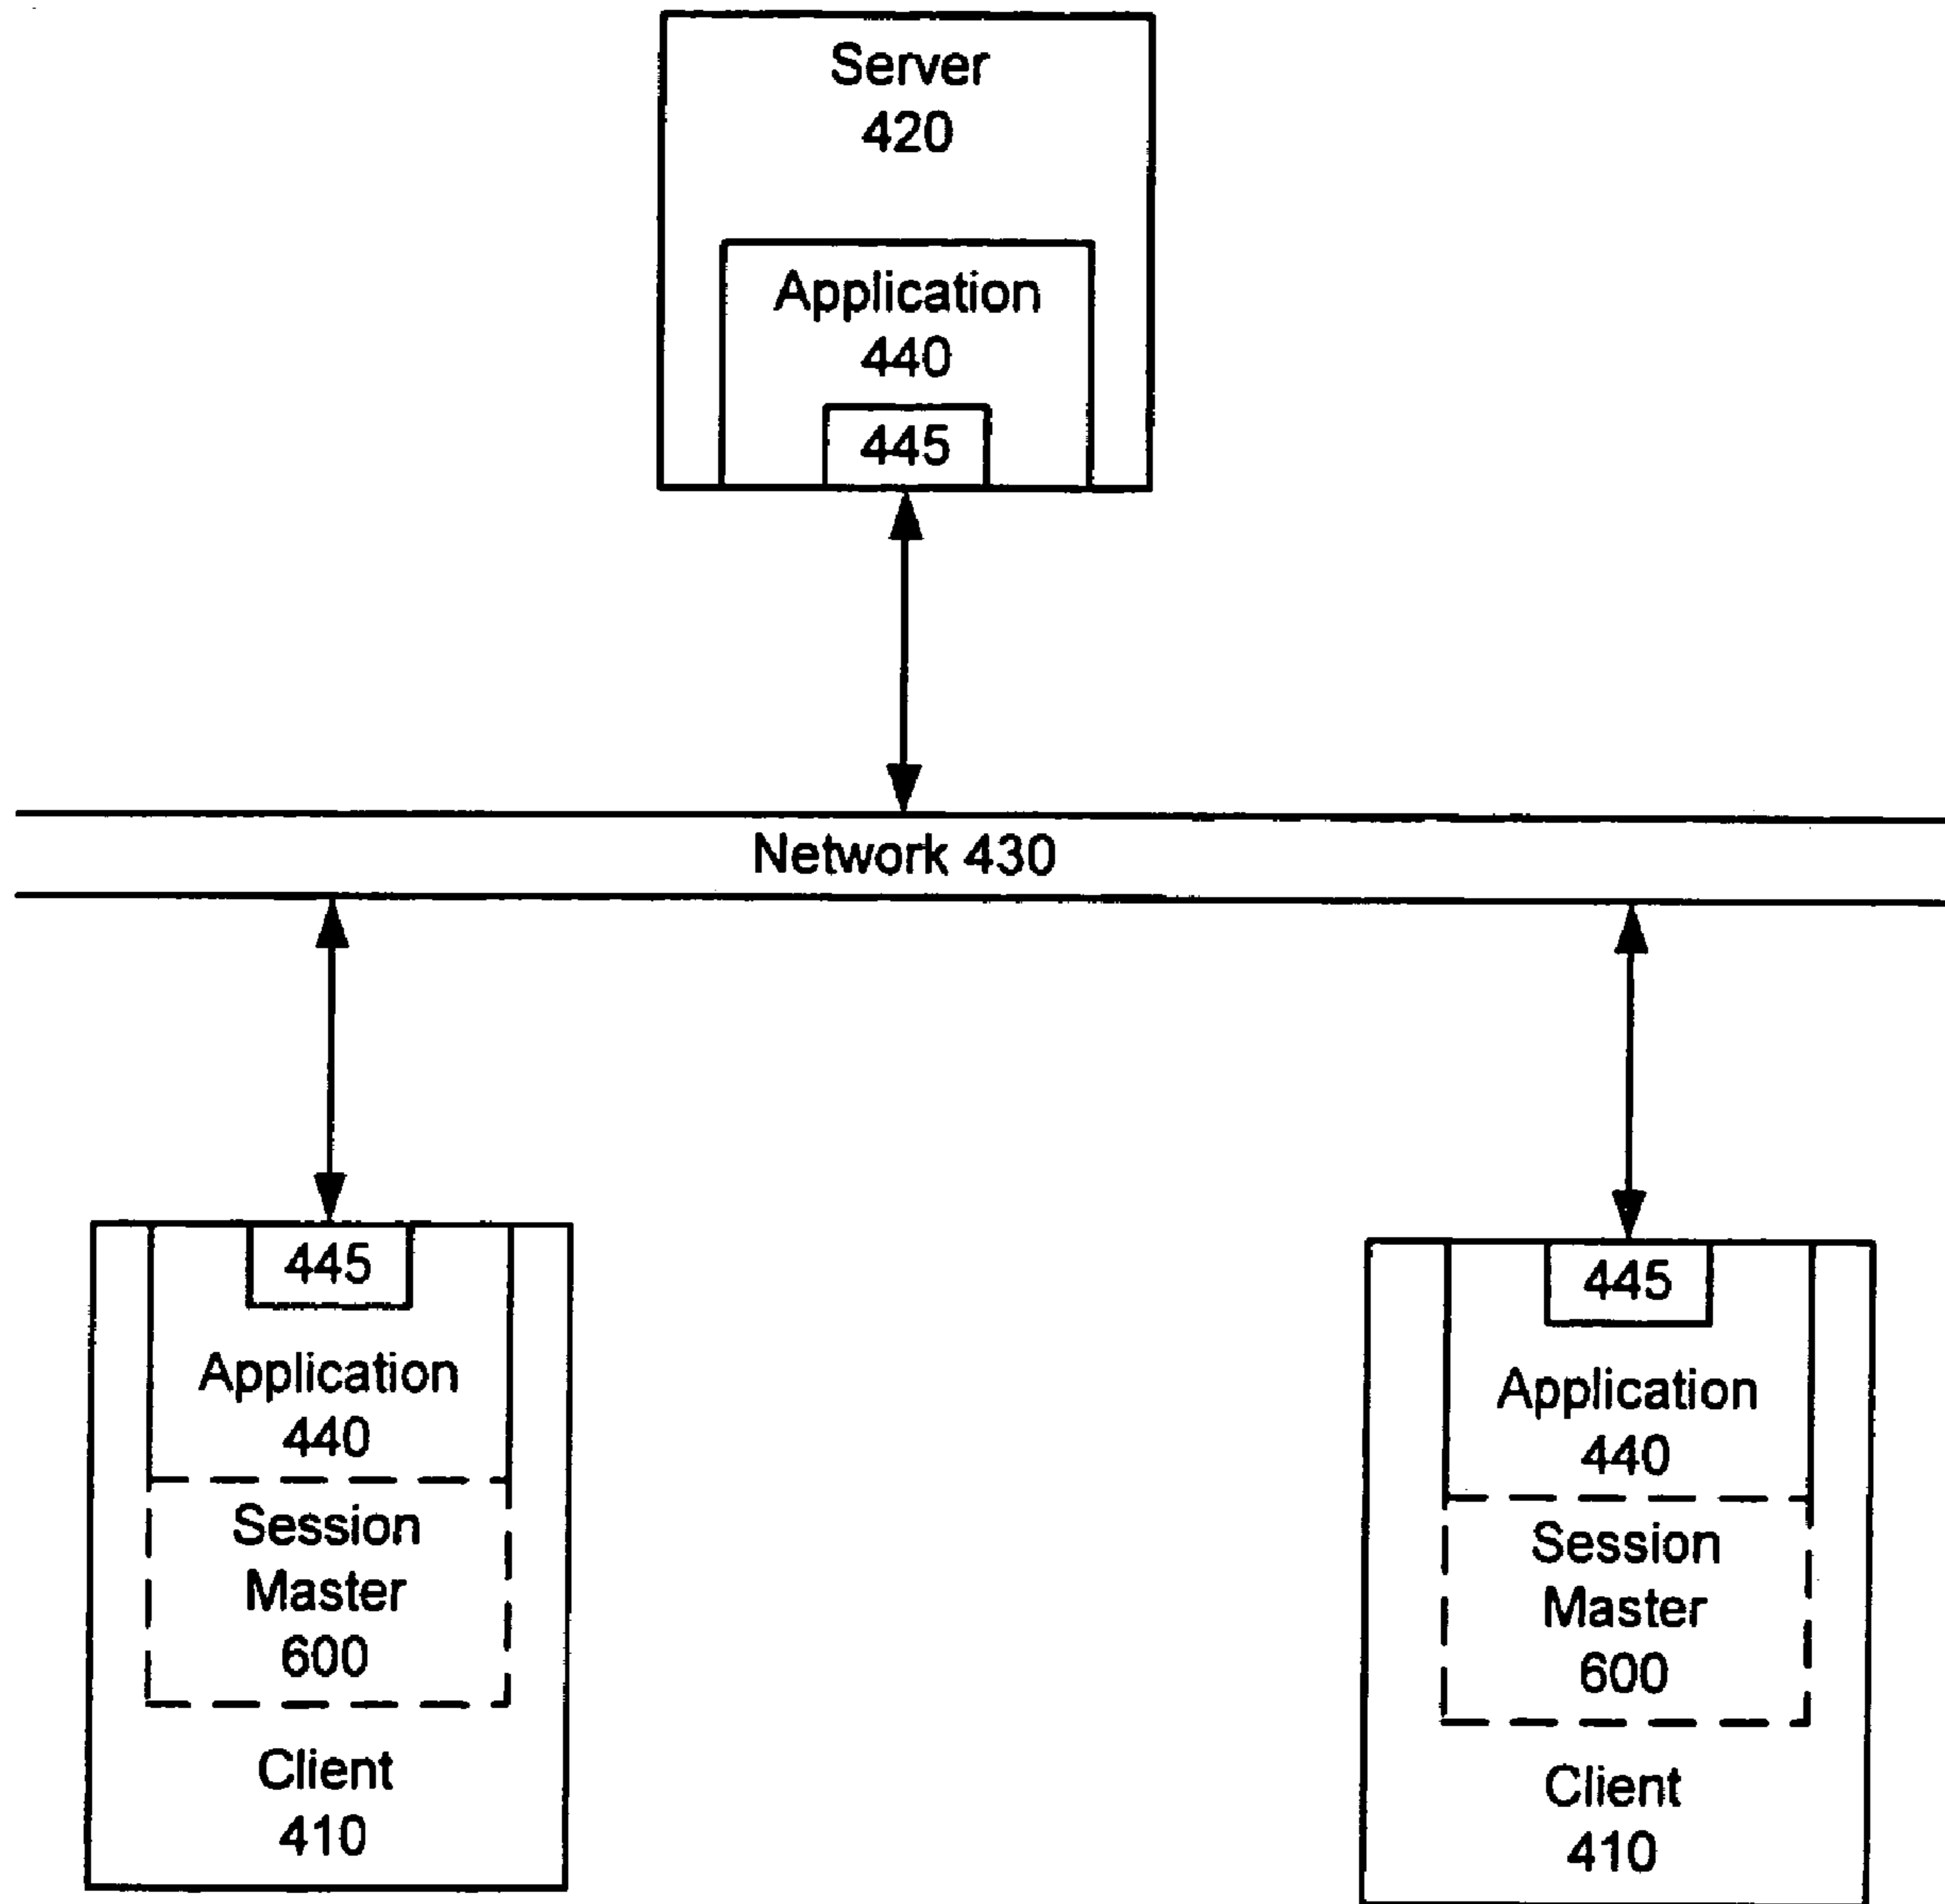 Server
420
Application
440
445
Network 430
445
Application
440
Session
Master
600
Client
410
445
Application
440
Session
Master
600
Client
410